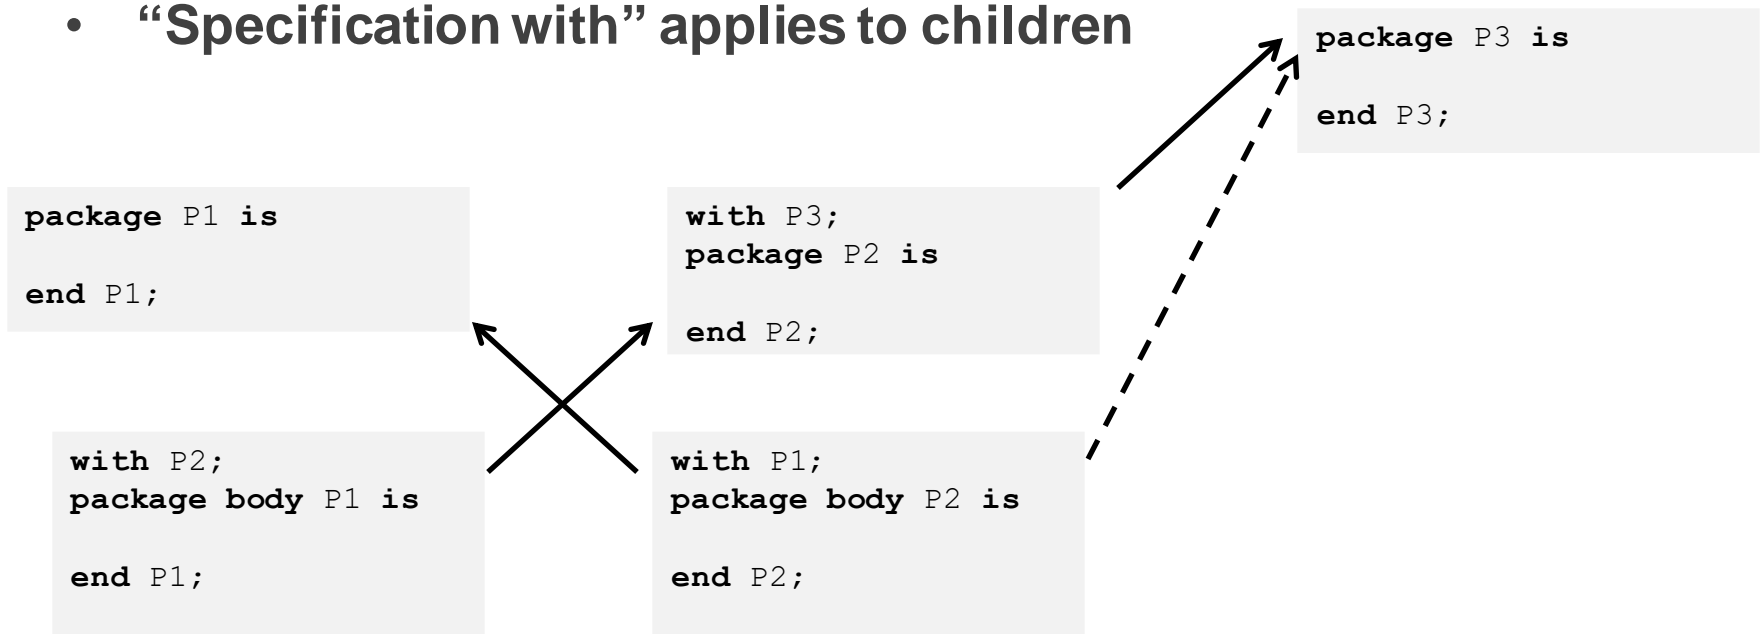 • “Specification with” applies to children
package P3 is
end P3;
package P1 is
end P1;
with P3;
package P2 is
end P2;
with P2;
package body P1 is
end P1;
with P1;
package body P2 is
end P2;